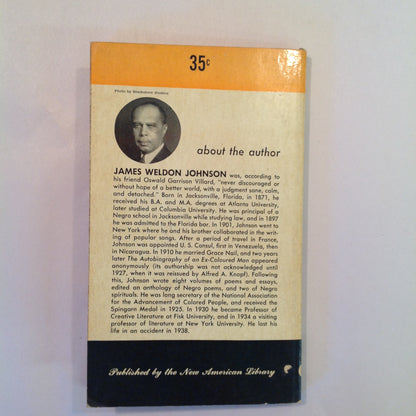 35¢
Photo by Blackstone Studios
about the author
JAMES WELDON JOHNSON was, according to
his friend Oswald Garrison Villard, "never discouraged or
without hope of a better world, with a judgment sane, calm,
and detached." Born in Jacksonville, Florida, in 1871, he
received his B.A. and M.A. degrees at Atlanta University,
later studied at Columbia University. He was principal of a
Negro school in Jacksonville while studying law, and in 1897
he was admitted to the Florida bar. In 1901, Johnson went to
New York where he and his brother collaborated in the writ-
ing of popular songs. After a period of travel in France,
Johnson was appointed U. S. Consul, first in Venezuela, then
in Nicaragua. In 1910 he married Grace Nail, and two years
later The Autobiography of an Ex-Coloured Man appeared
anonymously (its authorship was not acknowledged until
1927, when it was reissued by Alfred A. Knopf). Following
this, Johnson wrote eight volumes of poems and essays,
edited an anthology of Negro poems, and two of Negro
spirituals. He was long secretary of the National Association
for the Advancement of Colored People, and received the
Spingarn Medal in 1925. In 1930 he became Professor of
Creative Literature at Fisk University, and in 1934 a visiting
professor of literature at New York University. He lost his
life in an accident in 1938.
Published by the New American Library